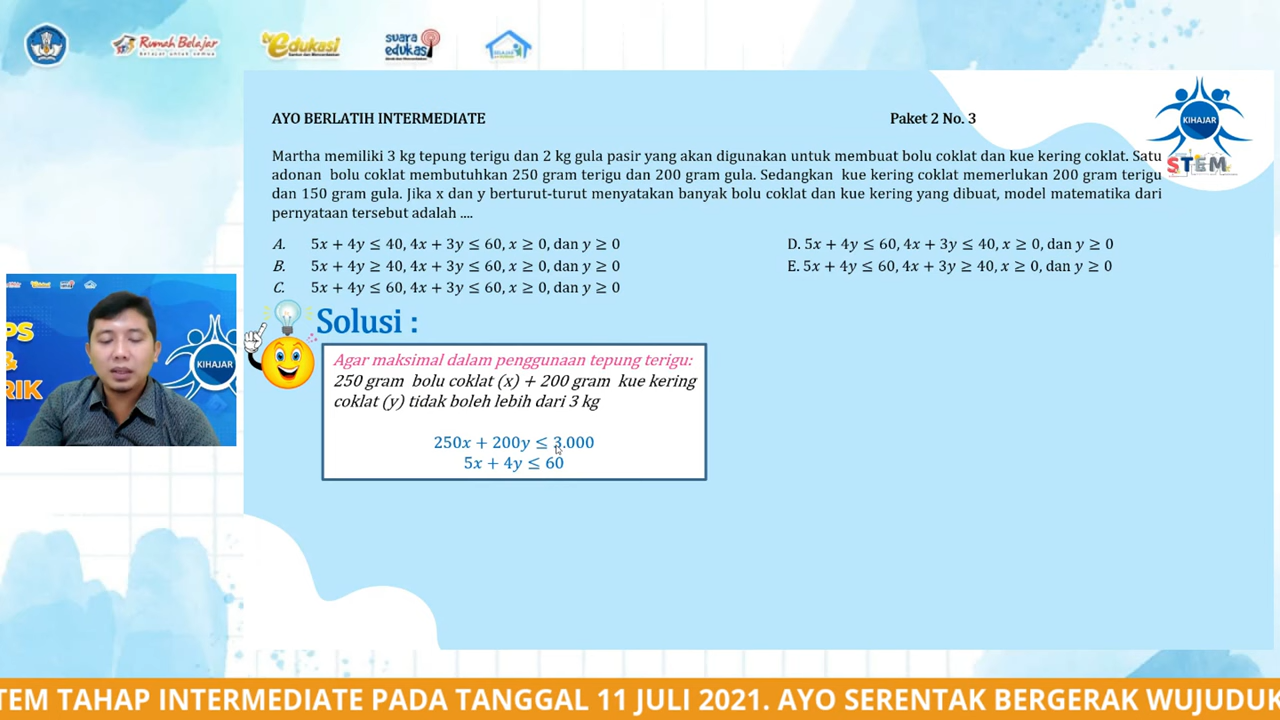 Rumah Belajar
Belajar untuk semua
tv edukasi
suara
edukasi
AYO BERLATIH INTERMEDIATE
Paket 2 No. 3
KIHAJAR
STEM
Martha memiliki 3 kg tepung terigu dan 2 kg gula pasir yang akan digunakan untuk membuat bolu coklat dan kue kering coklat. Satu
adonan bolu coklat membutuhkan 250 gram terigu dan 200 gram gula. Sedangkan kue kering coklat memerlukan 200 gram terigu
dan 150 gram gula. Jika x dan y berturut-turut menyatakan banyak bolu coklat dan kue kering yang dibuat, model matematika dari
pernyataan tersebut adalah ....
A. 5x + 4y ≤ 40, 4x + 3y ≤ 60, x ≥ 0, dan y ≥ 0
B. 5x + 4y ≥ 40, 4x + 3y ≤ 60, x ≥ 0, dan y ≥ 0
C. 5x + 4y ≤ 60, 4x + 3y ≤ 60, x ≥ 0, dan y ≥ 0
D. 5x + 4y ≤ 60, 4x + 3y ≤ 40, x ≥ 0, dan y ≥ 0
E. 5x + 4y ≤ 60, 4x + 3y ≥ 40, x ≥ 0, dan y ≥ 0
Solusi :
Agar maksimal dalam penggunaan tepung terigu:
250 gram bolu coklat (x) + 200 gram kue kering
coklat (y) tidak boleh lebih dari 3 kg
250x + 200y ≤ 3.000
5x + 4y ≤ 60
PS
&
RIK
KIHAJAR
TEM TAHAP INTERMEDIATE PADA TANGGAL 11 JULI 2021. AYO SERENTAK BERGERAK WUJUDUK